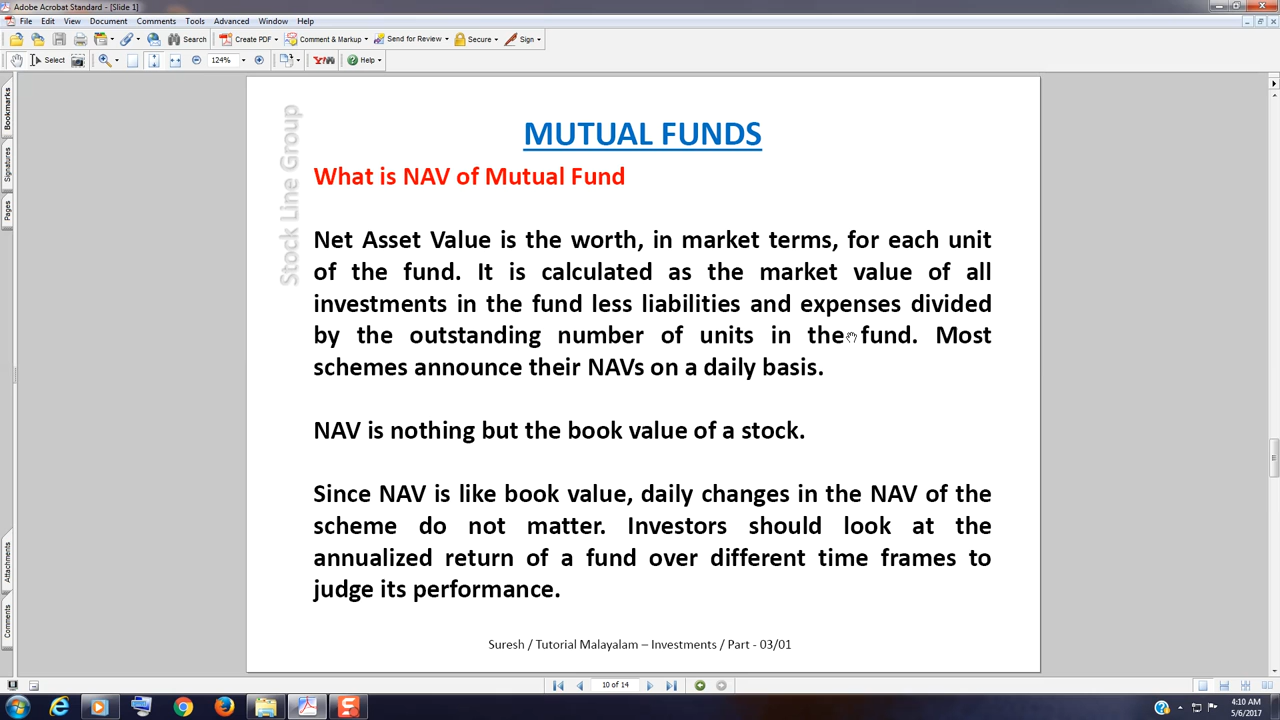 Adobe Acrobat Standard - [Slide 1]
File Edit View Document Comments Tools Advanced Window Help
Search Create PDF Comment & Markup Send for Review Secure Sign
Select 124% Y! Help
Bookmarks
Signatures
Pages
Attachments
Comments
Stock Line Group
MUTUAL FUNDS
What is NAV of Mutual Fund
Net Asset Value is the worth, in market terms, for each unit
of the fund. It is calculated as the market value of all
investments in the fund less liabilities and expenses divided
by the outstanding number of units in the fund. Most
schemes announce their NAVs on a daily basis.
NAV is nothing but the book value of a stock.
Since NAV is like book value, daily changes in the NAV of the
scheme do not matter. Investors should look at the
annualized return of a fund over different time frames to
judge its performance.
Suresh / Tutorial Malayalam – Investments / Part - 03/01
10 of 14
4:10 AM
5/6/2017